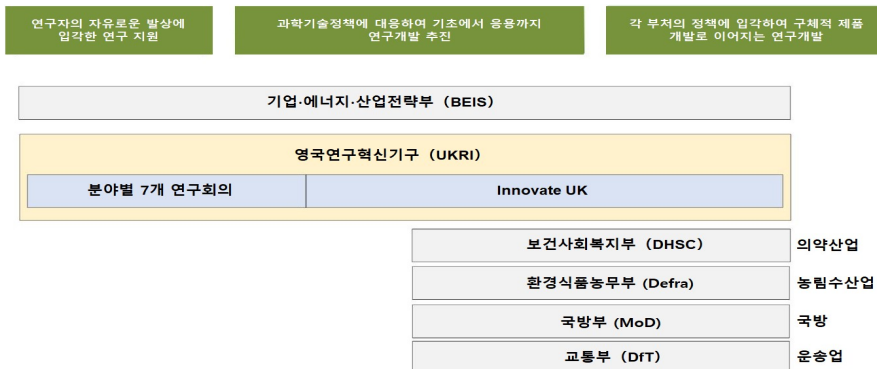 연구자의 자유로운 발상에
입각한 연구 지원
과학기술정책에 대응하여 기초에서 응용까지
연구개발 추진
각 부처의 정책에 입각하여 구체적 제품
개발로 이어지는 연구개발
기업·에너지·산업전략부 (BEIS)
영국연구혁신기구 (UKRI)
분야별 7개 연구회의
Innovate UK
보건사회복지부 (DHSC) 의약산업
환경식품농무부 (Defra) 농림수산업
국방부 (MoD) 국방
교통부 (DfT) 운송업